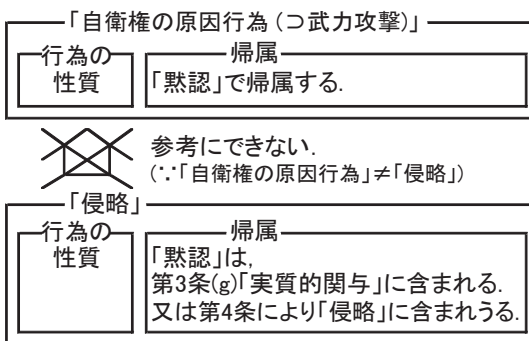 「自衛権の原因行為(⊃武力攻撃)」
行為の
性質
帰属
「黙認」で帰属する.
参考にできない.
(∵「自衛権の原因行為」≠「侵略」)
「侵略」
行為の
性質
帰属
「黙認」は,
第3条(g)「実質的関与」に含まれる.
又は第4条により「侵略」に含まれうる.